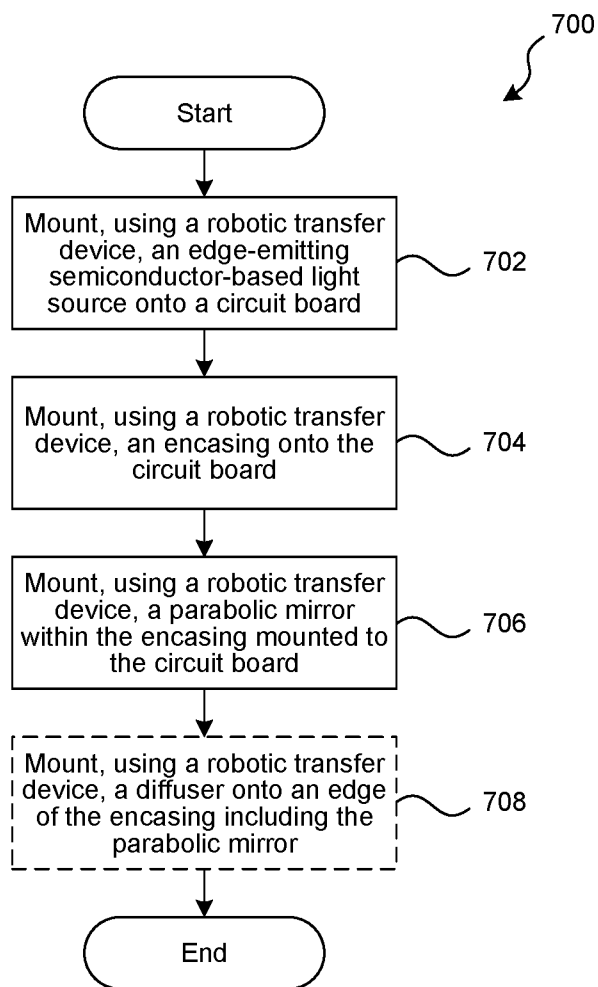 700
Start
Mount, using a robotic transfer
device, an edge-emitting
semiconductor-based light
source onto a circuit board
702
Mount, using a robotic transfer
device, an encasing onto the
circuit board
704
Mount, using a robotic transfer
device, a parabolic mirror
within the encasing mounted to
the circuit board
706
Mount, using a robotic transfer
device, a diffuser onto an edge
of the encasing including the
parabolic mirror
708
End